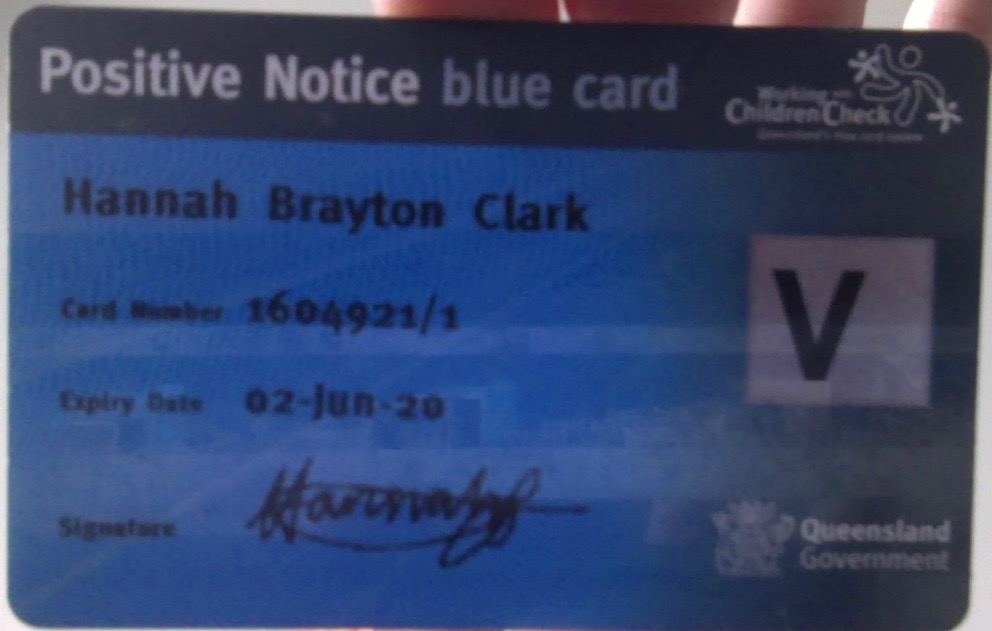 Positive Notice blue card
Working with
Children Check
Queensland's blue card system
Hannah Brayton Clark
V
Card Number 1604921/1
Expiry Date 02-Jun-20
Signature Hannah
Queensland
Government